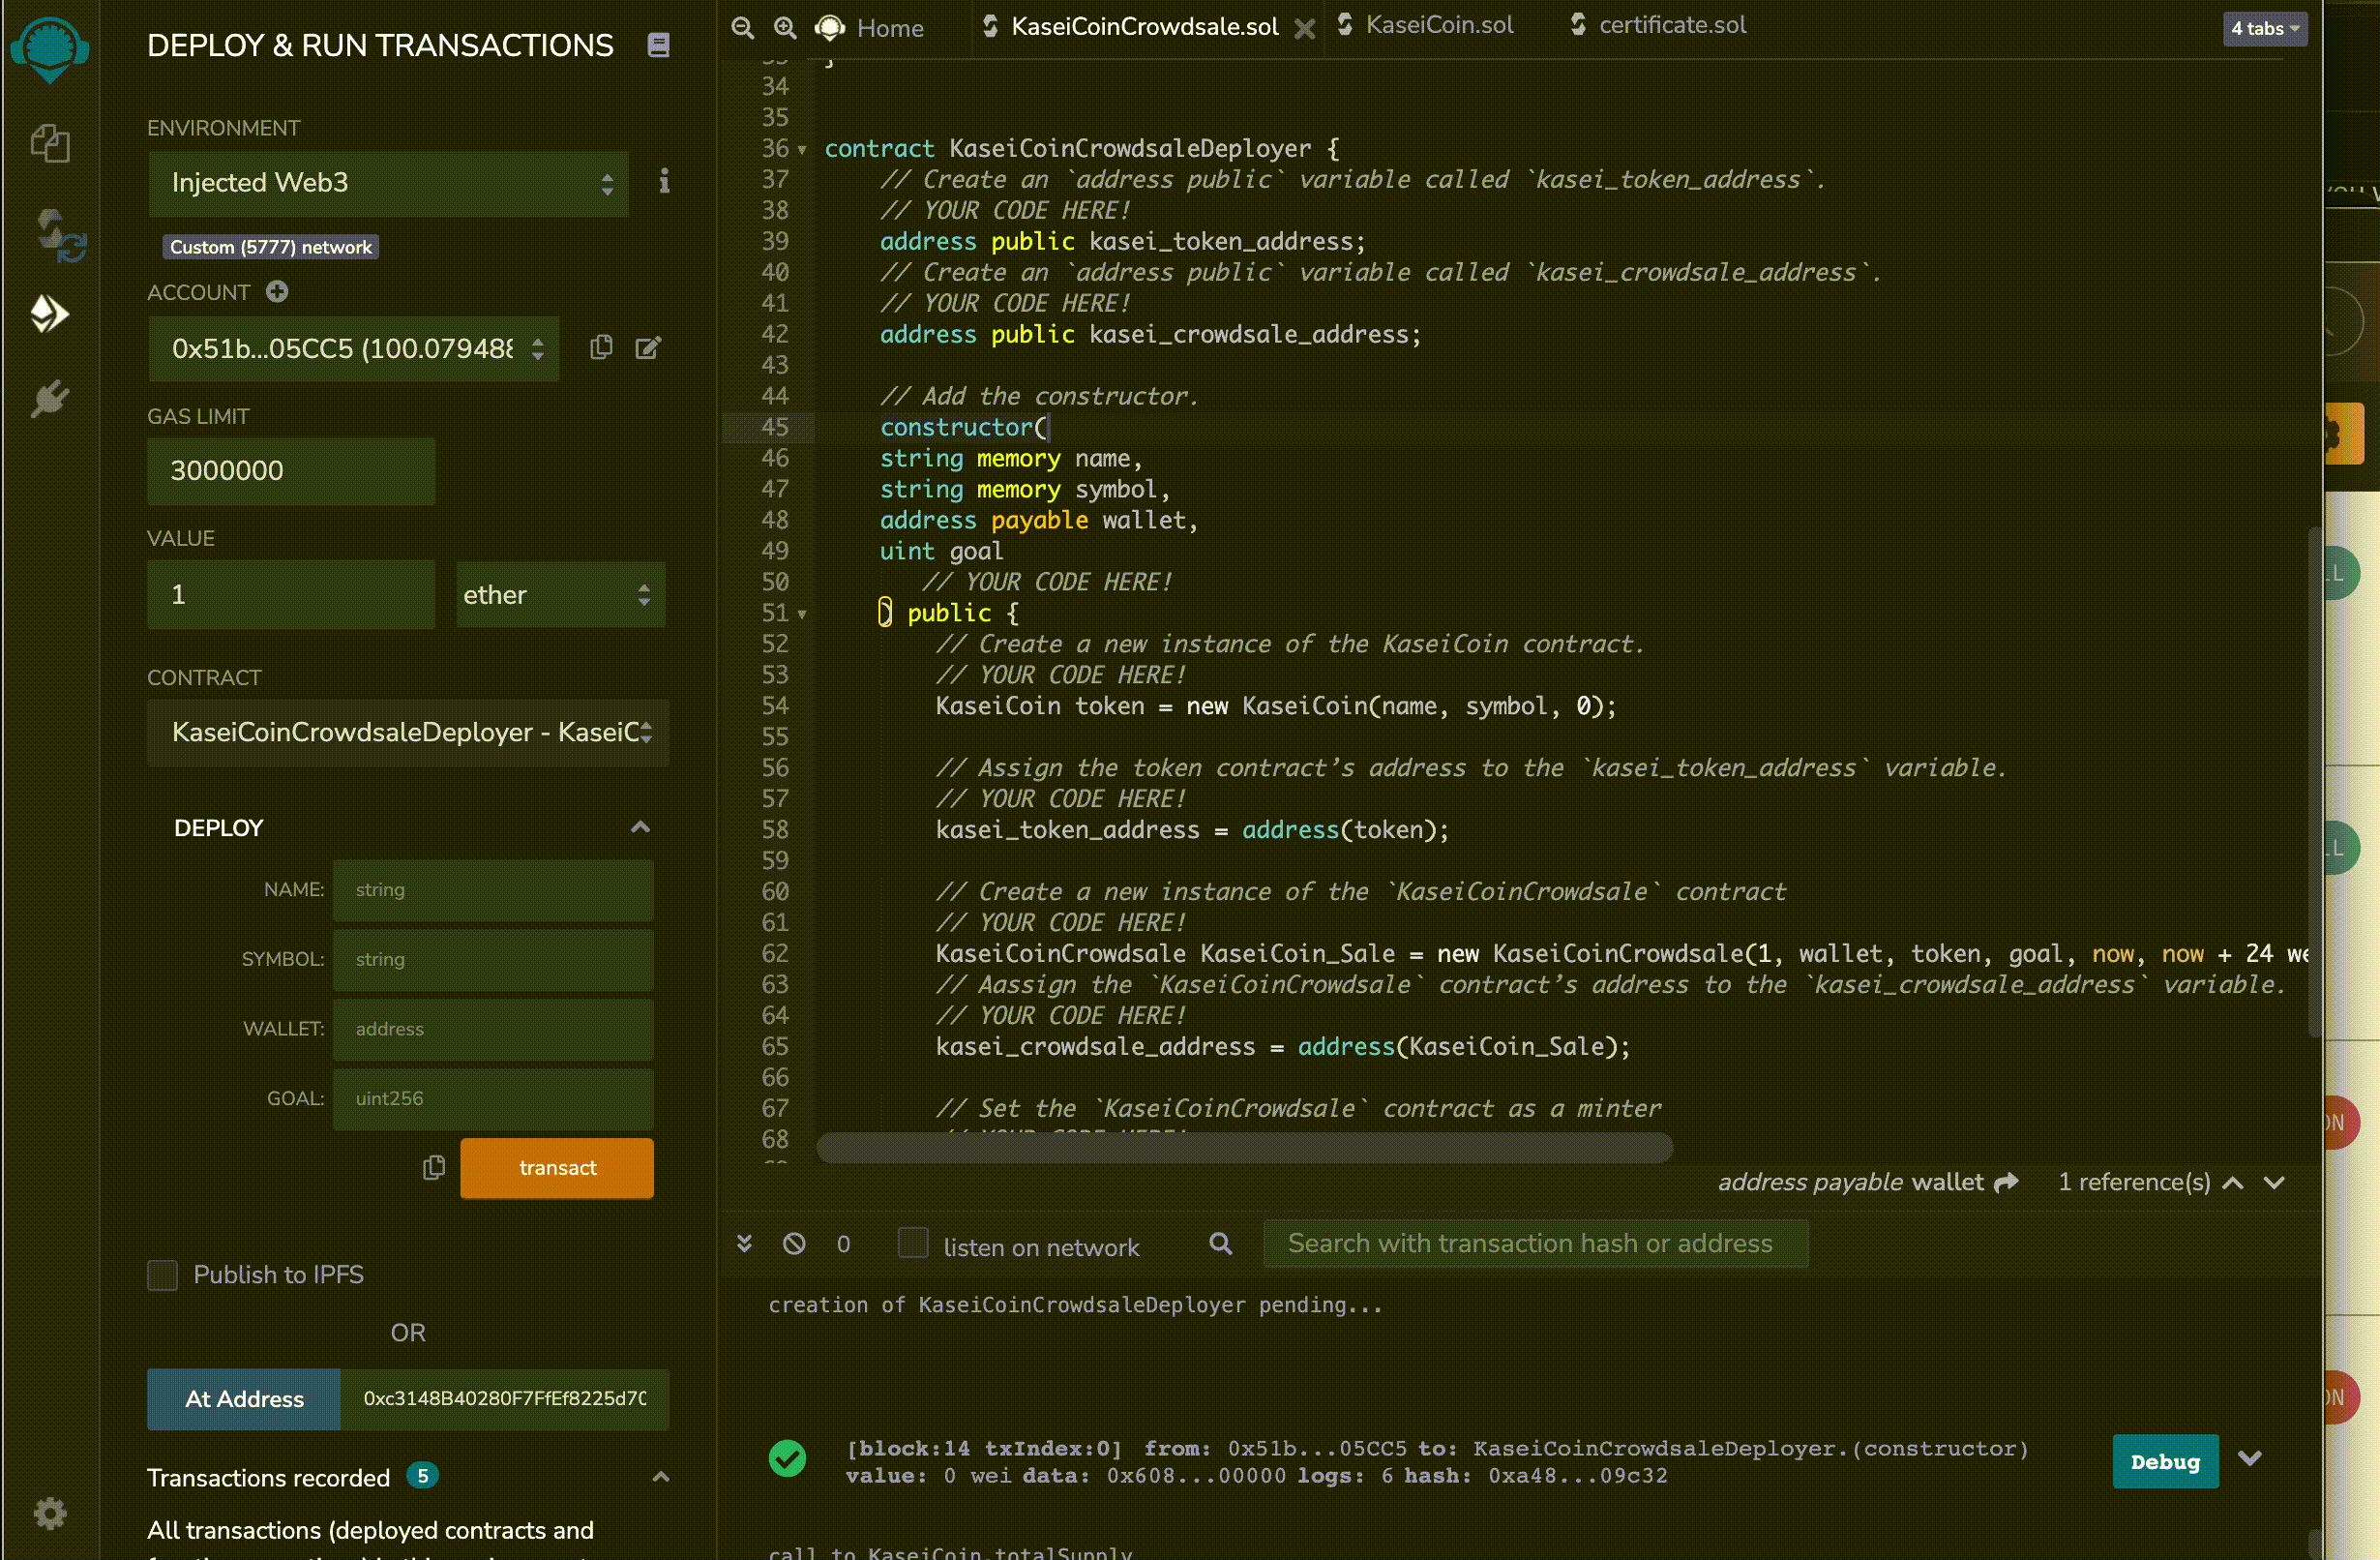 DEPLOY & RUN TRANSACTIONS
ENVIRONMENT
Injected Web3
Custom (5777) network
ACCOUNT
0x51b...05CC5 (100.079488
GAS LIMIT
3000000
VALUE
1
ether
CONTRACT
KaseiCoinCrowdsaleDeployer - KaseiC
DEPLOY
NAME: string
SYMBOL: string
WALLET: address
GOAL: uint256
transact
Publish to IPFS
OR
At Address
0xc3148B40280F7FfEf8225d70
Transactions recorded 5
All transactions (deployed contracts and
Home
KaseiCoinCrowdsale.sol
KaseiCoin.sol
certificate.sol
4 tabs
34
35
36 contract KaseiCoinCrowdsaleDeployer {
37 // Create an `address public` variable called `kasei_token_address`.
38 // YOUR CODE HERE!
39 address public kasei_token_address;
40 // Create an `address public` variable called `kasei_crowdsale_address`.
41 // YOUR CODE HERE!
42 address public kasei_crowdsale_address;
43
44 // Add the constructor.
45 constructor(
46 string memory name,
47 string memory symbol,
48 address payable wallet,
49 uint goal
50 // YOUR CODE HERE!
51 ) public {
52 // Create a new instance of the KaseiCoin contract.
53 // YOUR CODE HERE!
54 KaseiCoin token = new KaseiCoin(name, symbol, 0);
55
56 // Assign the token contract’s address to the `kasei_token_address` variable.
57 // YOUR CODE HERE!
58 kasei_token_address = address(token);
59
60 // Create a new instance of the `KaseiCoinCrowdsale` contract
61 // YOUR CODE HERE!
62 KaseiCoinCrowdsale KaseiCoin_Sale = new KaseiCoinCrowdsale(1, wallet, token, goal, now, now + 24 we
63 // Aassign the `KaseiCoinCrowdsale` contract’s address to the `kasei_crowdsale_address` variable.
64 // YOUR CODE HERE!
65 kasei_crowdsale_address = address(KaseiCoin_Sale);
66
67 // Set the `KaseiCoinCrowdsale` contract as a minter
68 // YOUR CODE HERE!
address payable wallet
1 reference(s)
0
listen on network
Search with transaction hash or address
creation of KaseiCoinCrowdsaleDeployer pending...
[block:14 txIndex:0] from: 0x51b...05CC5 to: KaseiCoinCrowdsaleDeployer.(constructor)
value: 0 wei data: 0x608...00000 logs: 6 hash: 0xa48...09c32
Debug
call to KaseiCoin.totalSupply